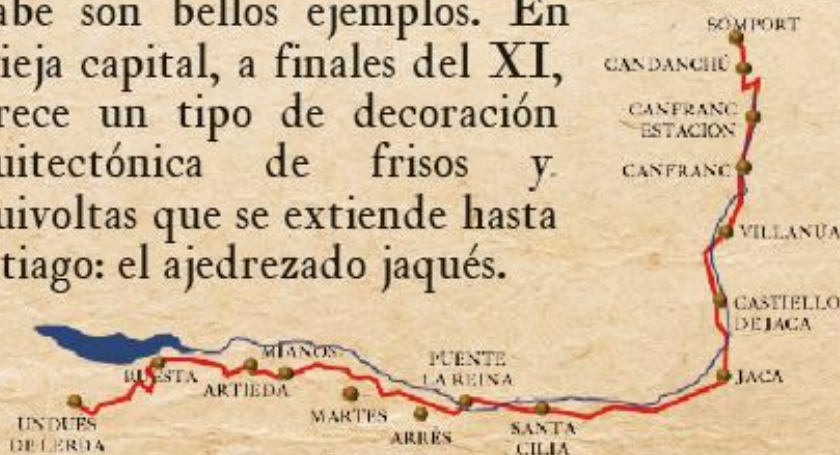 abe son bellos ejemplos. En
ieja capital, a finales del XI,
rece un tipo de decoración
uitectónica de frisos y
uivoltas que se extiende hasta
tiago: el ajedrezado jaqués.
SOMPORT
CANDANCHÚ
CANFRANC
ESTACIÓN
CANFRANC
VILLANÚA
CASTIELLO
DE JACA
JACA
SANTA
CILIA
PUENTE
LA REINA
ARRÉS
MARTES
MIANOS
ARTIEDA
RUESTA
UNDUÉS
DE LERDA